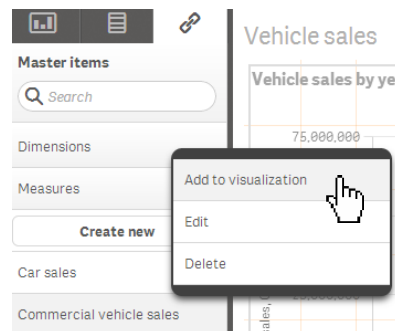 Vehicle sales
Master items
Search
Vehicle sales by ye
75,000,000
Dimensions
Add to visualization
Measures
Edit
Create new
Delete
Car sales
Commercial vehicle sales
ales,